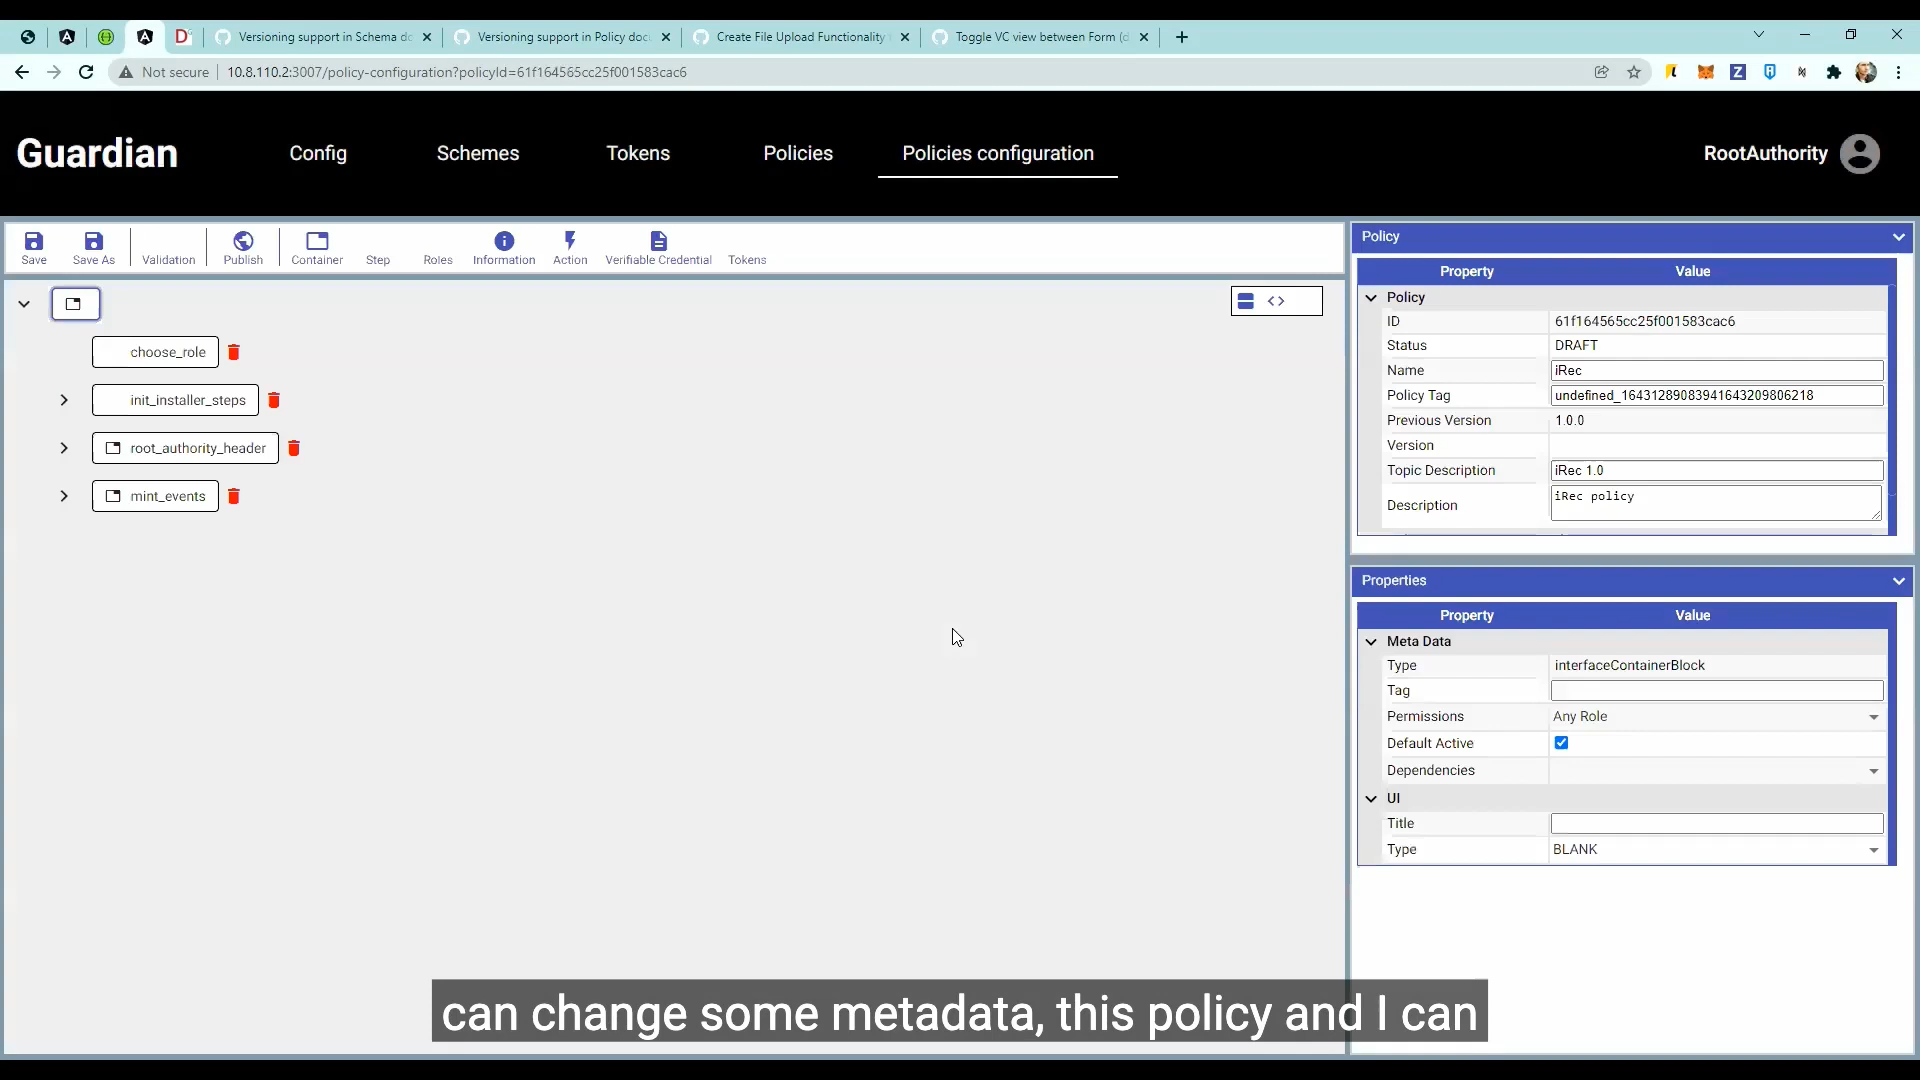 Versioning support in Schema do
Versioning support in Policy docu
Create File Upload Functionality
Toggle VC view between Form (d
Not secure
10.8.110.2:3007/policy-configuration?policyId=61f164565cc25f001583cac6
Guardian
Config
Schemes
Tokens
Policies
Policies configuration
RootAuthority
Save
Save As
Validation
Publish
Container
Step
Roles
Information
Action
Verifiable Credential
Tokens
choose_role
init_installer_steps
root_authority_header
mint_events
Policy
Property Value
Policy
ID 61f164565cc25f001583cac6
Status DRAFT
Name iRec
Policy Tag undefined_16431289083941643209806218
Previous Version 1.0.0
Version
Topic Description iRec 1.0
Description iRec policy
Properties
Property Value
Meta Data
Type interfaceContainerBlock
Tag
Permissions Any Role
Default Active
Dependencies
UI
Title
Type BLANK
can change some metadata, this policy and I can